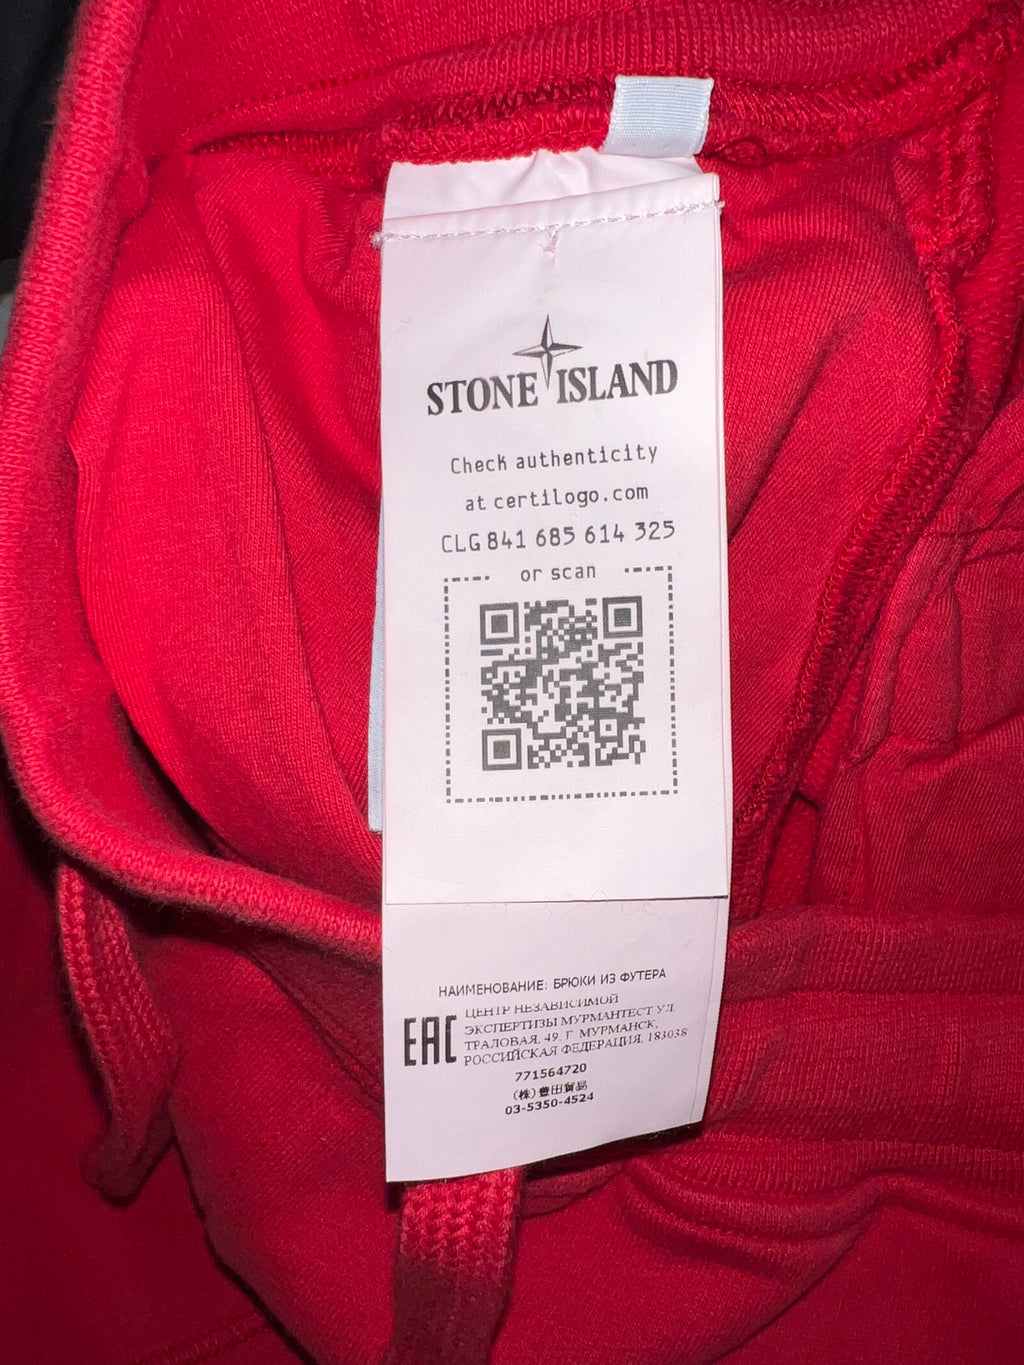 STONE ISLAND
Check authenticity
at certilogo.com
CLG 841 685 614 325
or scan
НАИМЕНОВАНИЕ: БРЮКИ ИЗ ФУТЕРА
EAC
ЦЕНТР НЕЗАВИСИМОЙ
ЭКСПЕРТИЗЫ МУРМАНТЕСТ УЛ.
ТРАЛОВАЯ, 49, Г. МУРМАНСК,
РОССИЙСКАЯ ФЕДЕРАЦИЯ, 183038
771564720
(株)豊田貿易
03-5350-4524